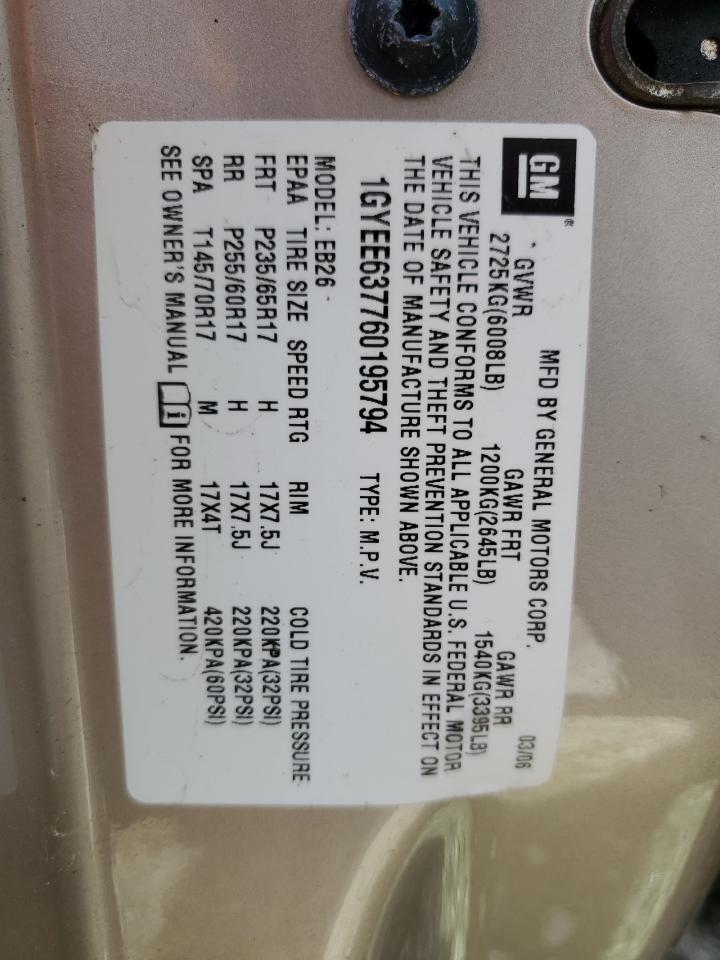 GM®
MFD BY GENERAL MOTORS CORP. 03/06
GVWR GAWR FRT GAWR RR
2725KG(6008LB) 1200KG(2645LB) 1540KG(3395LB)
THIS VEHICLE CONFORMS TO ALL APPLICABLE U.S. FEDERAL MOTOR
VEHICLE SAFETY AND THEFT PREVENTION STANDARDS IN EFFECT ON
THE DATE OF MANUFACTURE SHOWN ABOVE.
1GYEE637760195794 TYPE: M.P.V.
MODEL: EB26
EPAA TIRE SIZE SPEED RTG RIM COLD TIRE PRESSURE
FRT P235/65R17 H 17X7.5J 220KPA(32PSI)
RR P255/60R17 H 17X7.5J 220KPA(32PSI)
SPA T145/70R17 M 17X4T 420KPA(60PSI)
SEE OWNER'S MANUAL i FOR MORE INFORMATION.